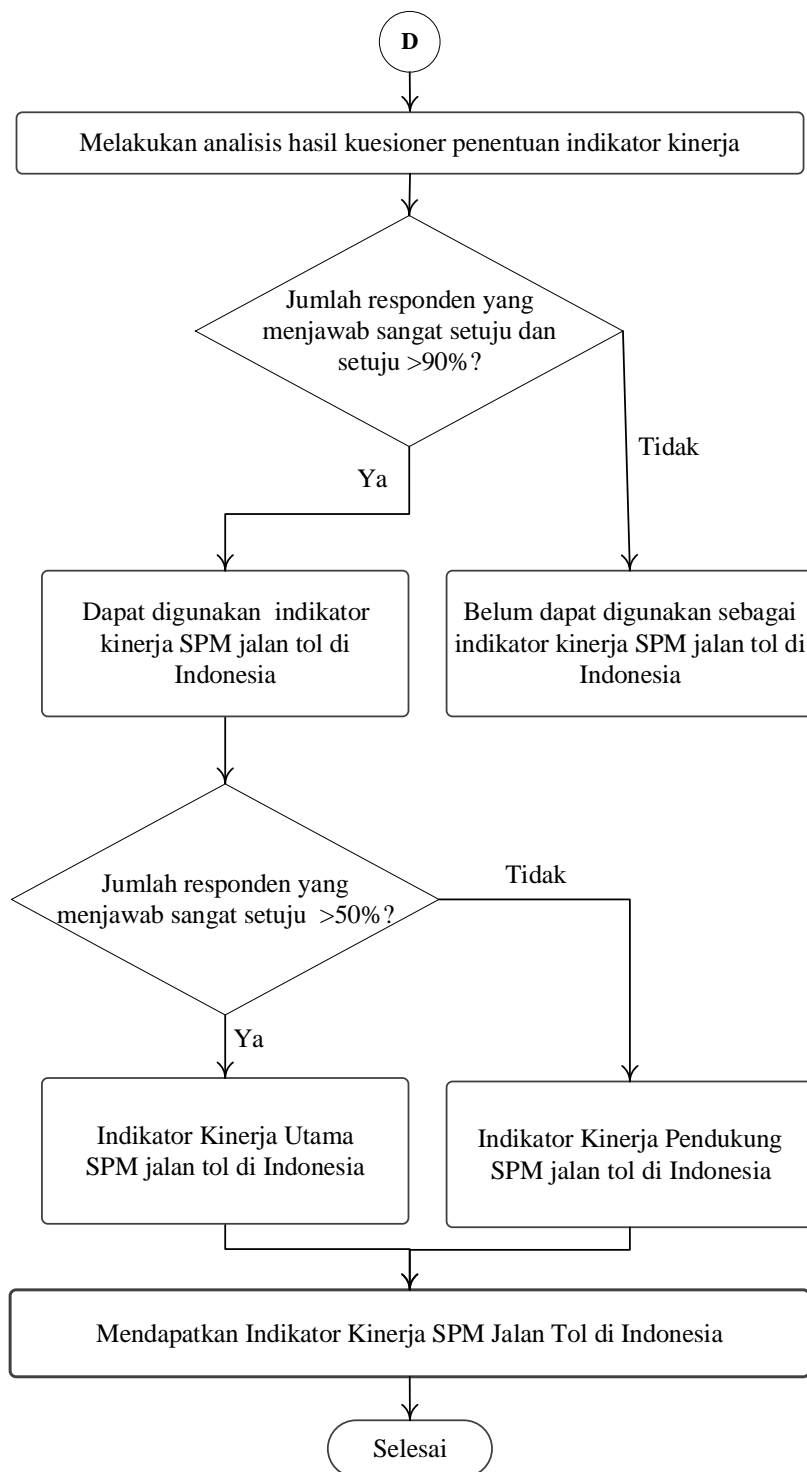 D
Melakukan analisis hasil kuesioner penentuan indikator kinerja
Jumlah responden yang
menjawab sangat setuju dan
setuju >90%?
Tidak
Ya
Dapat digunakan indikator
kinerja SPM jalan tol di
Indonesia
Belum dapat digunakan sebagai
indikator kinerja SPM jalan tol di
Indonesia
Jumlah responden yang
menjawab sangat setuju >50%?
Tidak
Ya
Indikator Kinerja Utama
SPM jalan tol di Indonesia
Indikator Kinerja Pendukung
SPM jalan tol di Indonesia
Mendapatkan Indikator Kinerja SPM Jalan Tol di Indonesia
Selesai